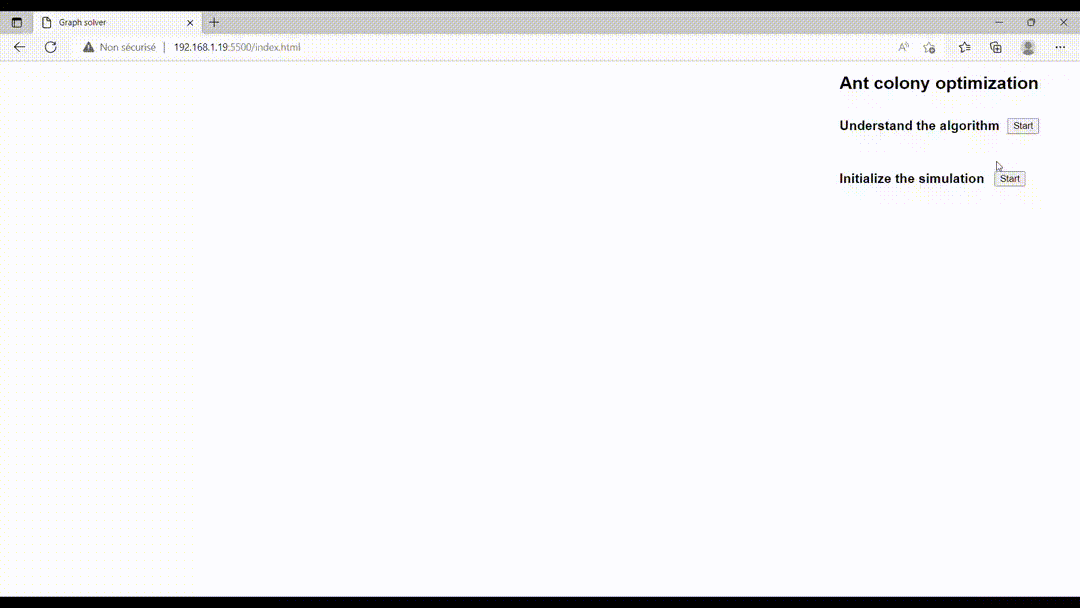 Graph solver
Non sécurisé | 192.168.1.19:5500/index.html
Ant colony optimization
Understand the algorithm Start
Initialize the simulation Start